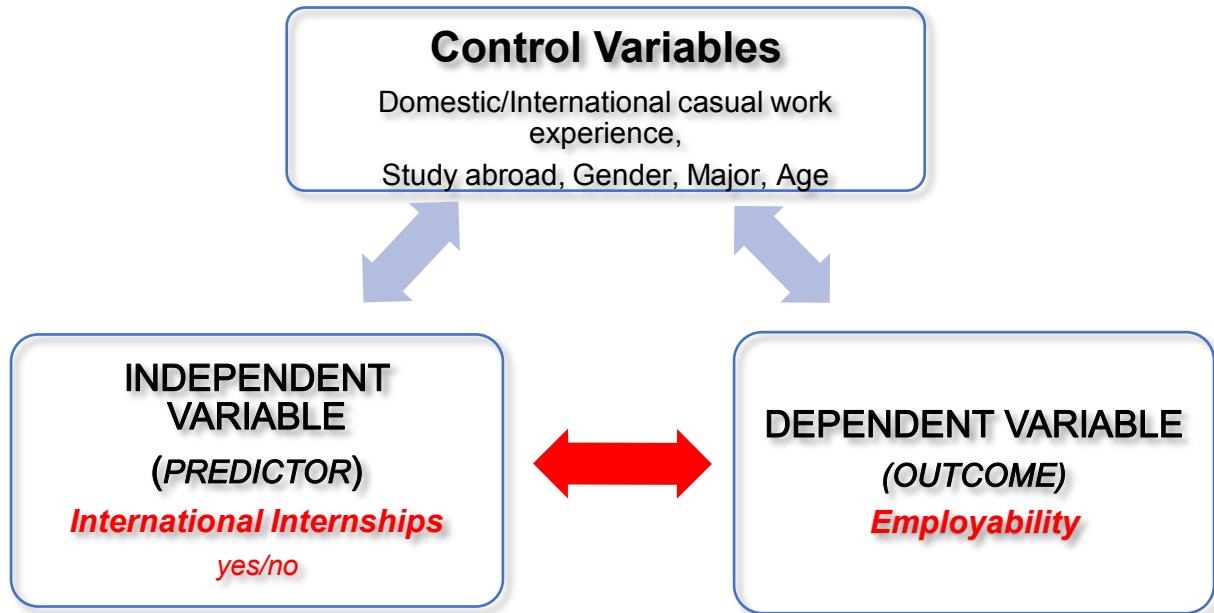 Control Variables
Domestic/International casual work
experience,
Study abroad, Gender, Major, Age
INDEPENDENT
VARIABLE
(PREDICTOR)
International Internships
yes/no
DEPENDENT VARIABLE
(OUTCOME)
Employability